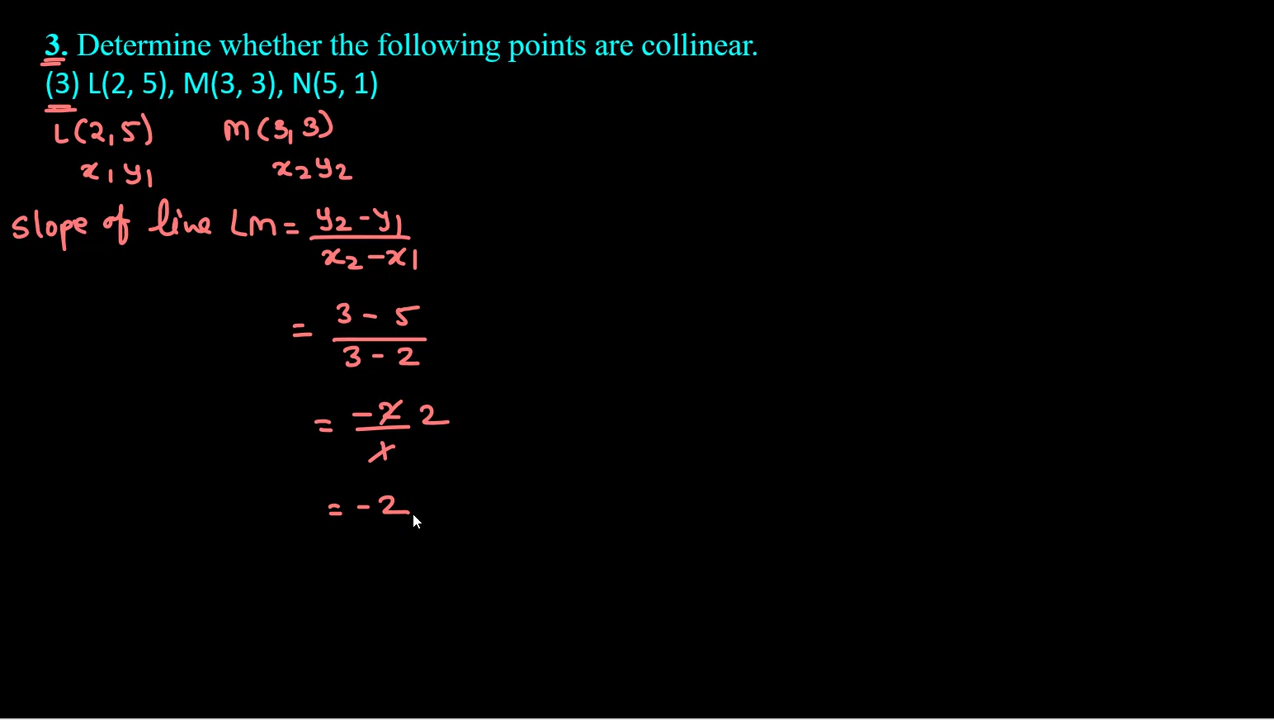 3. Determine whether the following points are collinear.
(3) L(2, 5), M(3, 3), N(5, 1)
L(2,5) M(3,3)
x1 y1 x2 y2
Slope of line LM = y2 - y1
x2 - x1
= 3 - 5
3 - 2
= -2 2
1
= -2